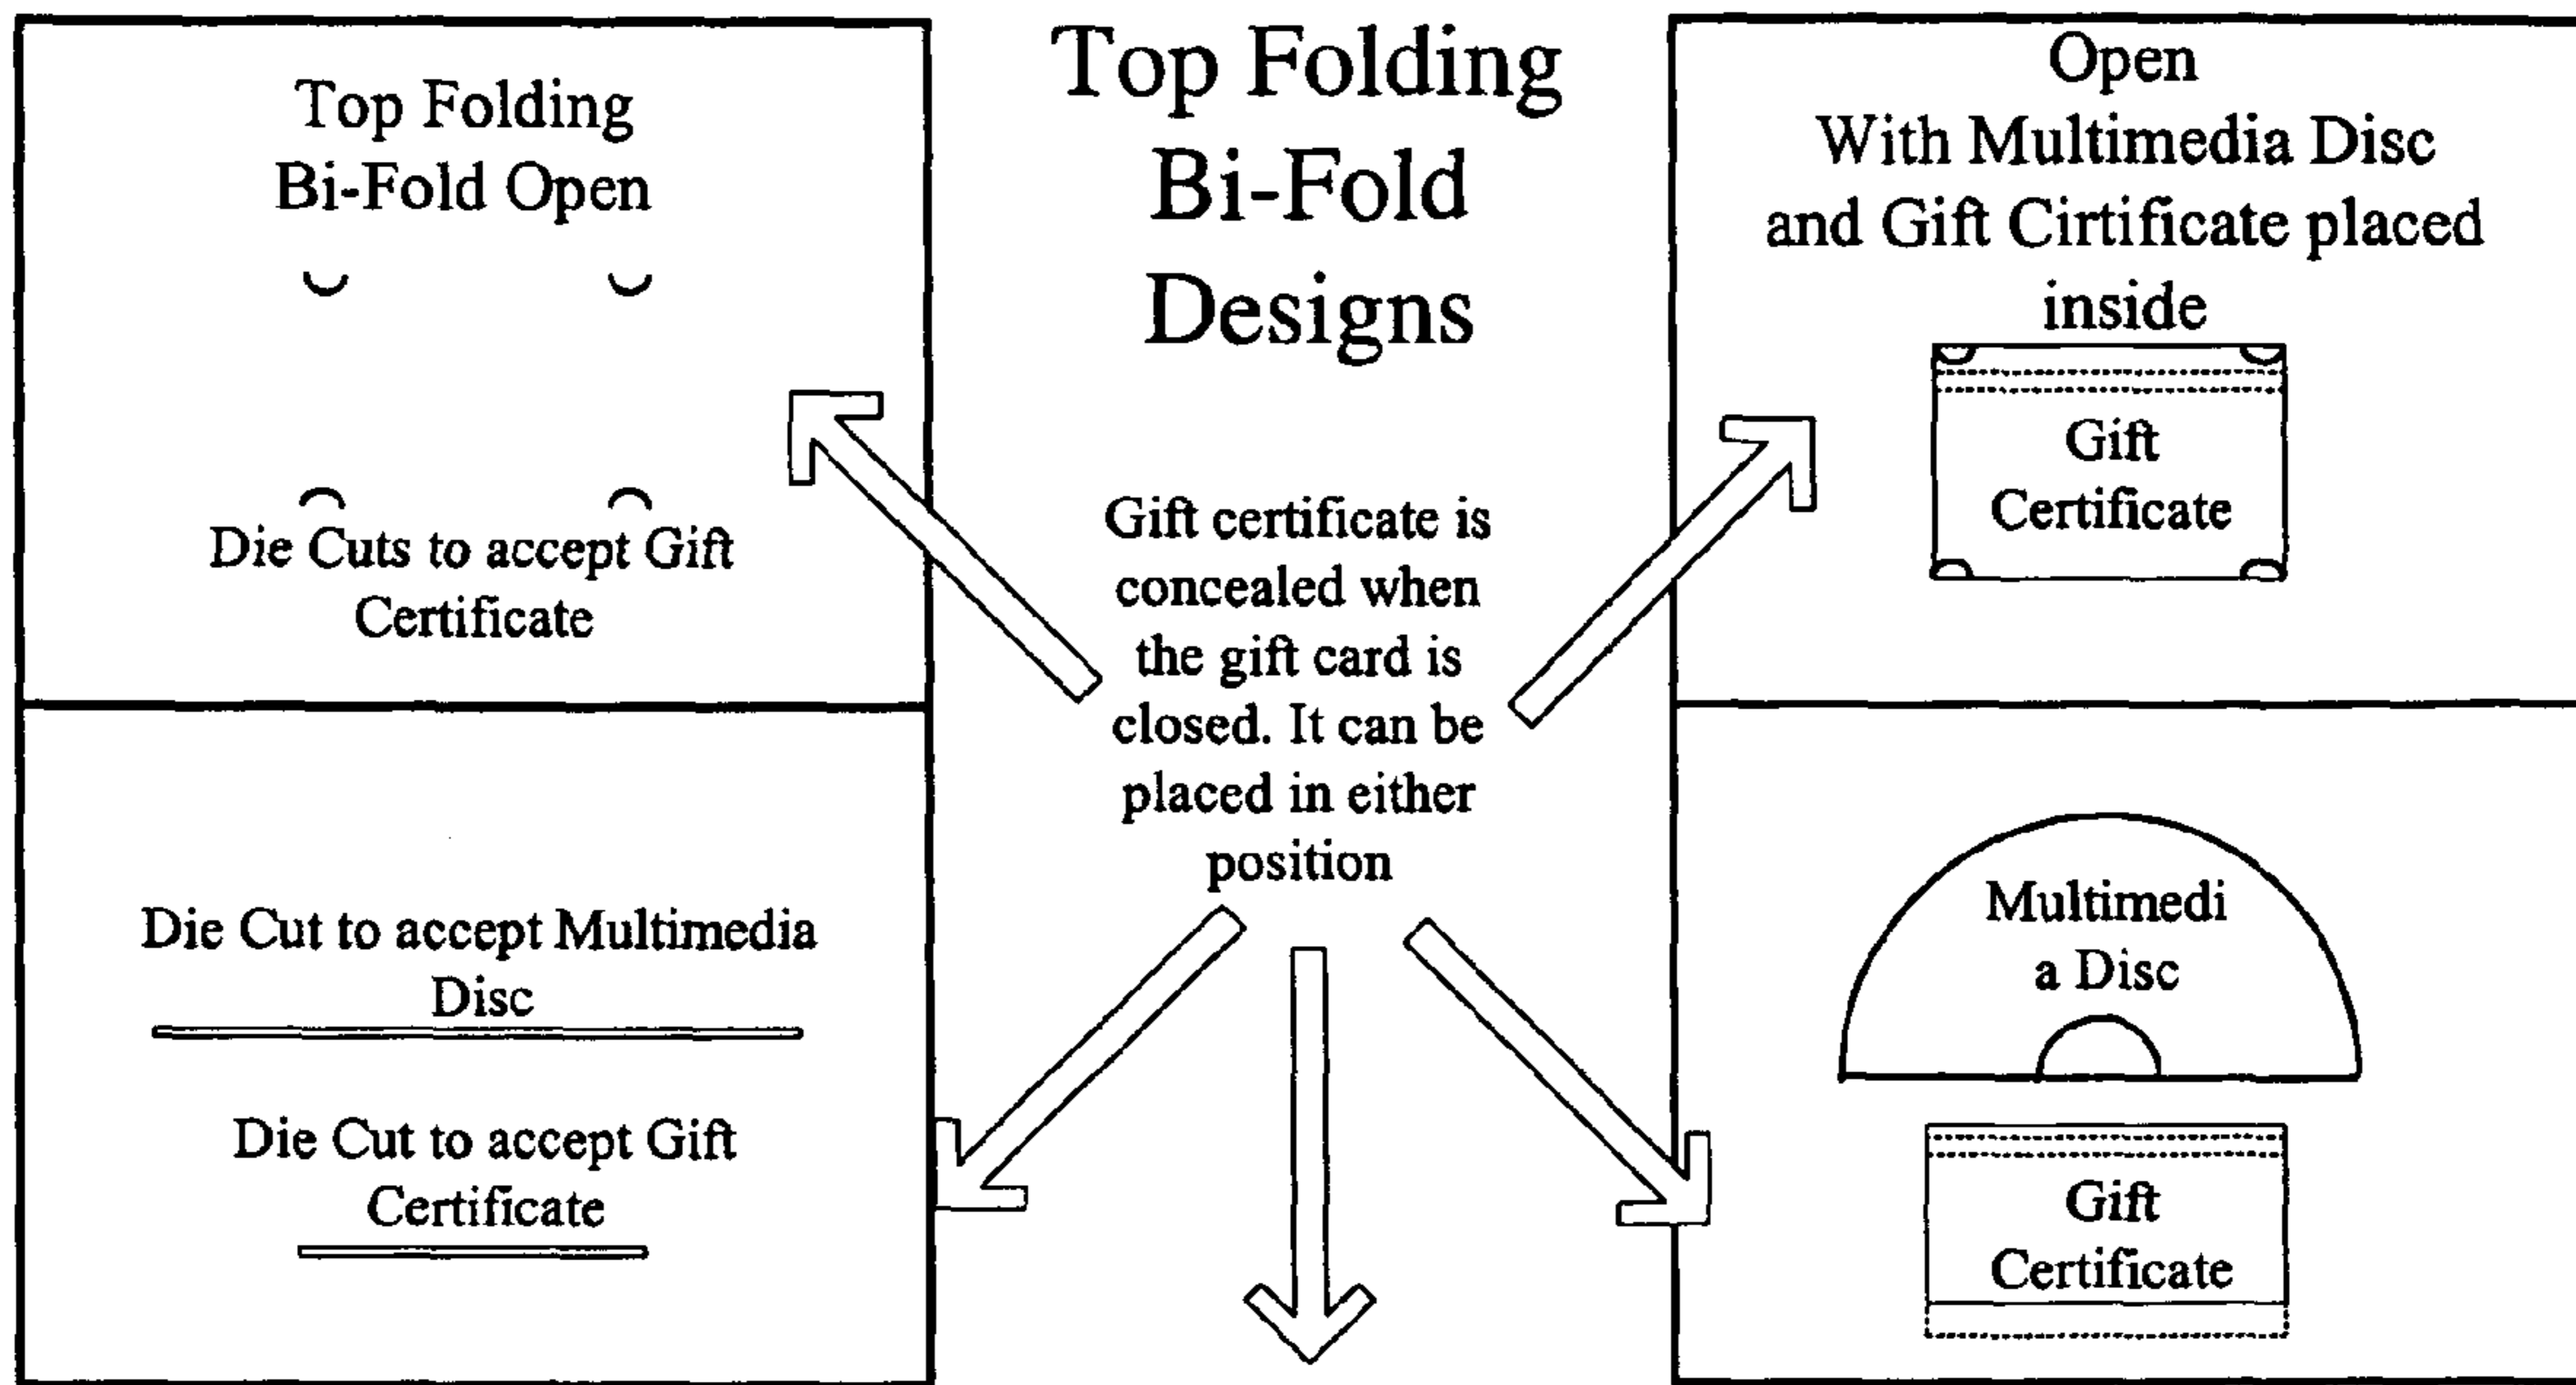 Top Folding
Bi-Fold Open
Die Cuts to accept Gift
Certificate
Die Cut to accept Multimedia
Disc
Die Cut to accept Gift
Certificate
Top Folding
Bi-Fold
Designs
Gift certificate is
concealed when
the gift card is
closed. It can be
placed in either
position
Open
With Multimedia Disc
and Gift Cirtificate placed
inside
Gift
Certificate
Multimedi
a Disc
Gift
Certificate